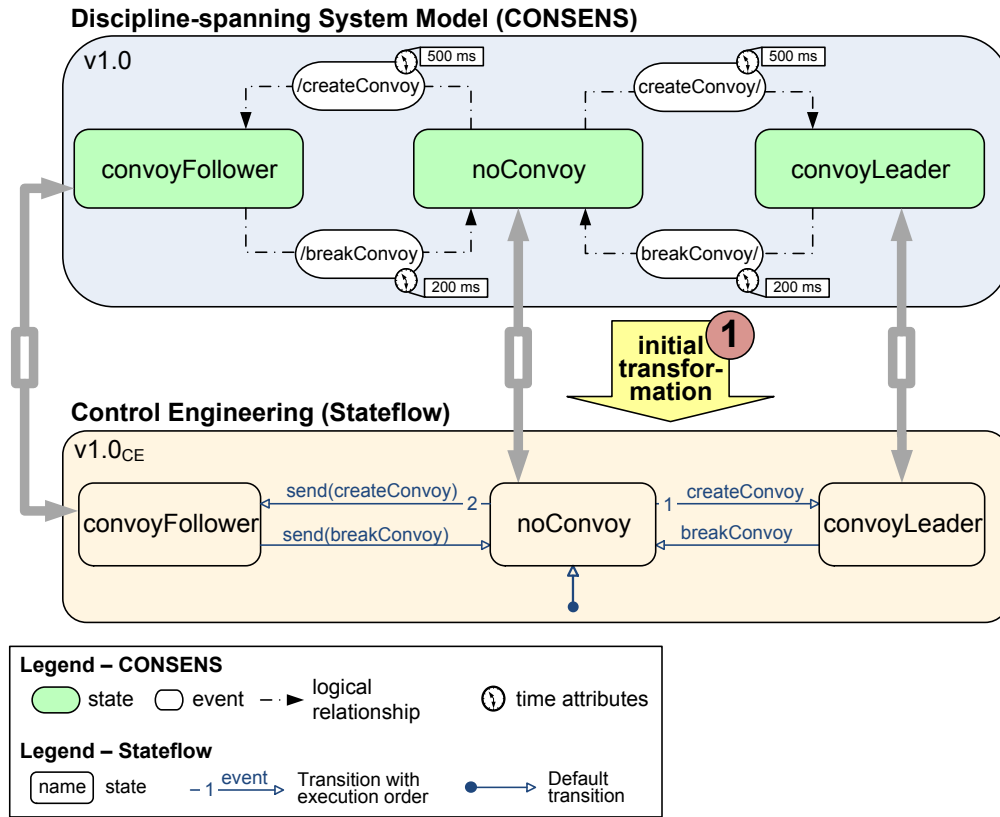 Discipline-spanning System Model (CONSENS)
v1.0
500 ms
500 ms
/createConvoy
createConvoy/
convoyFollower
noConvoy
convoyLeader
/breakConvoy
breakConvoy/
200 ms
200 ms
1
initial
transfor-
mation
Control Engineering (Stateflow)
v1.0CE
send(createConvoy)
2
1
createConvoy
convoyFollower
noConvoy
convoyLeader
send(breakConvoy)
breakConvoy
Legend – CONSENS
state
event
logical
relationship
time attributes
Legend – Stateflow
name
state
1
event
Transition with
execution order
Default
transition